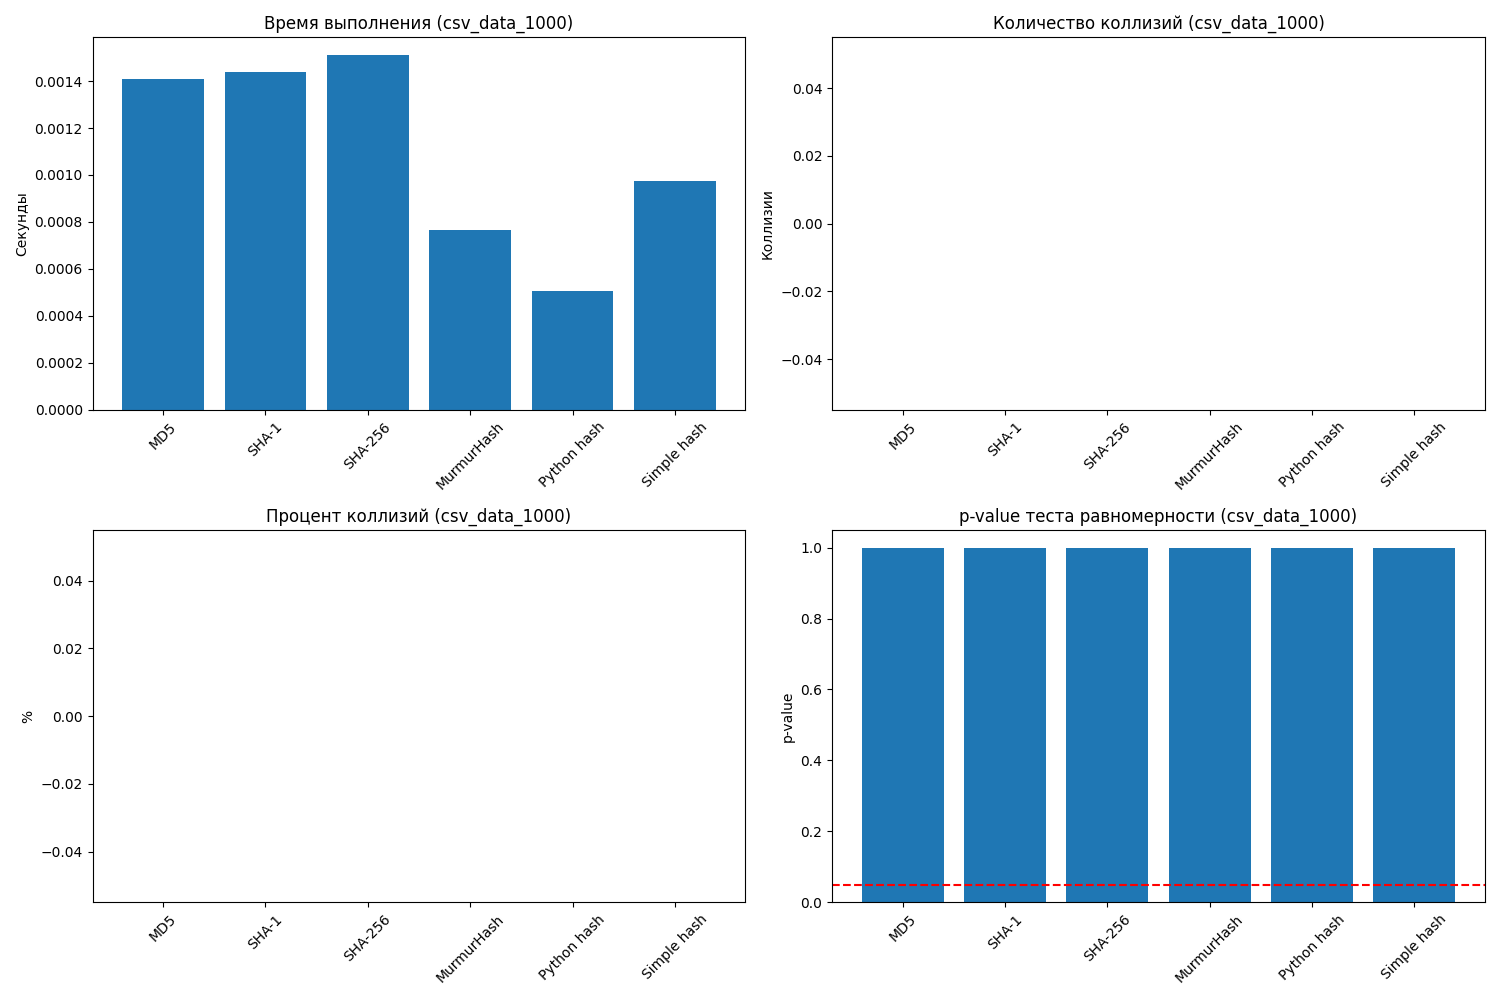 Время выполнения (csv_data_1000)
Секунды
0.0014
0.0012
0.0010
0.0008
0.0006
0.0004
0.0002
0.0000
MD5
SHA-1
SHA-256
MurmurHash
Python hash
Simple hash
Количество коллизий (csv_data_1000)
Коллизии
0.04
0.02
0.00
−0.02
−0.04
MD5
SHA-1
SHA-256
MurmurHash
Python hash
Simple hash
Процент коллизий (csv_data_1000)
%
0.04
0.02
0.00
−0.02
−0.04
MD5
SHA-1
SHA-256
MurmurHash
Python hash
Simple hash
p-value теста равномерности (csv_data_1000)
p-value
1.0
0.8
0.6
0.4
0.2
0.0
MD5
SHA-1
SHA-256
MurmurHash
Python hash
Simple hash